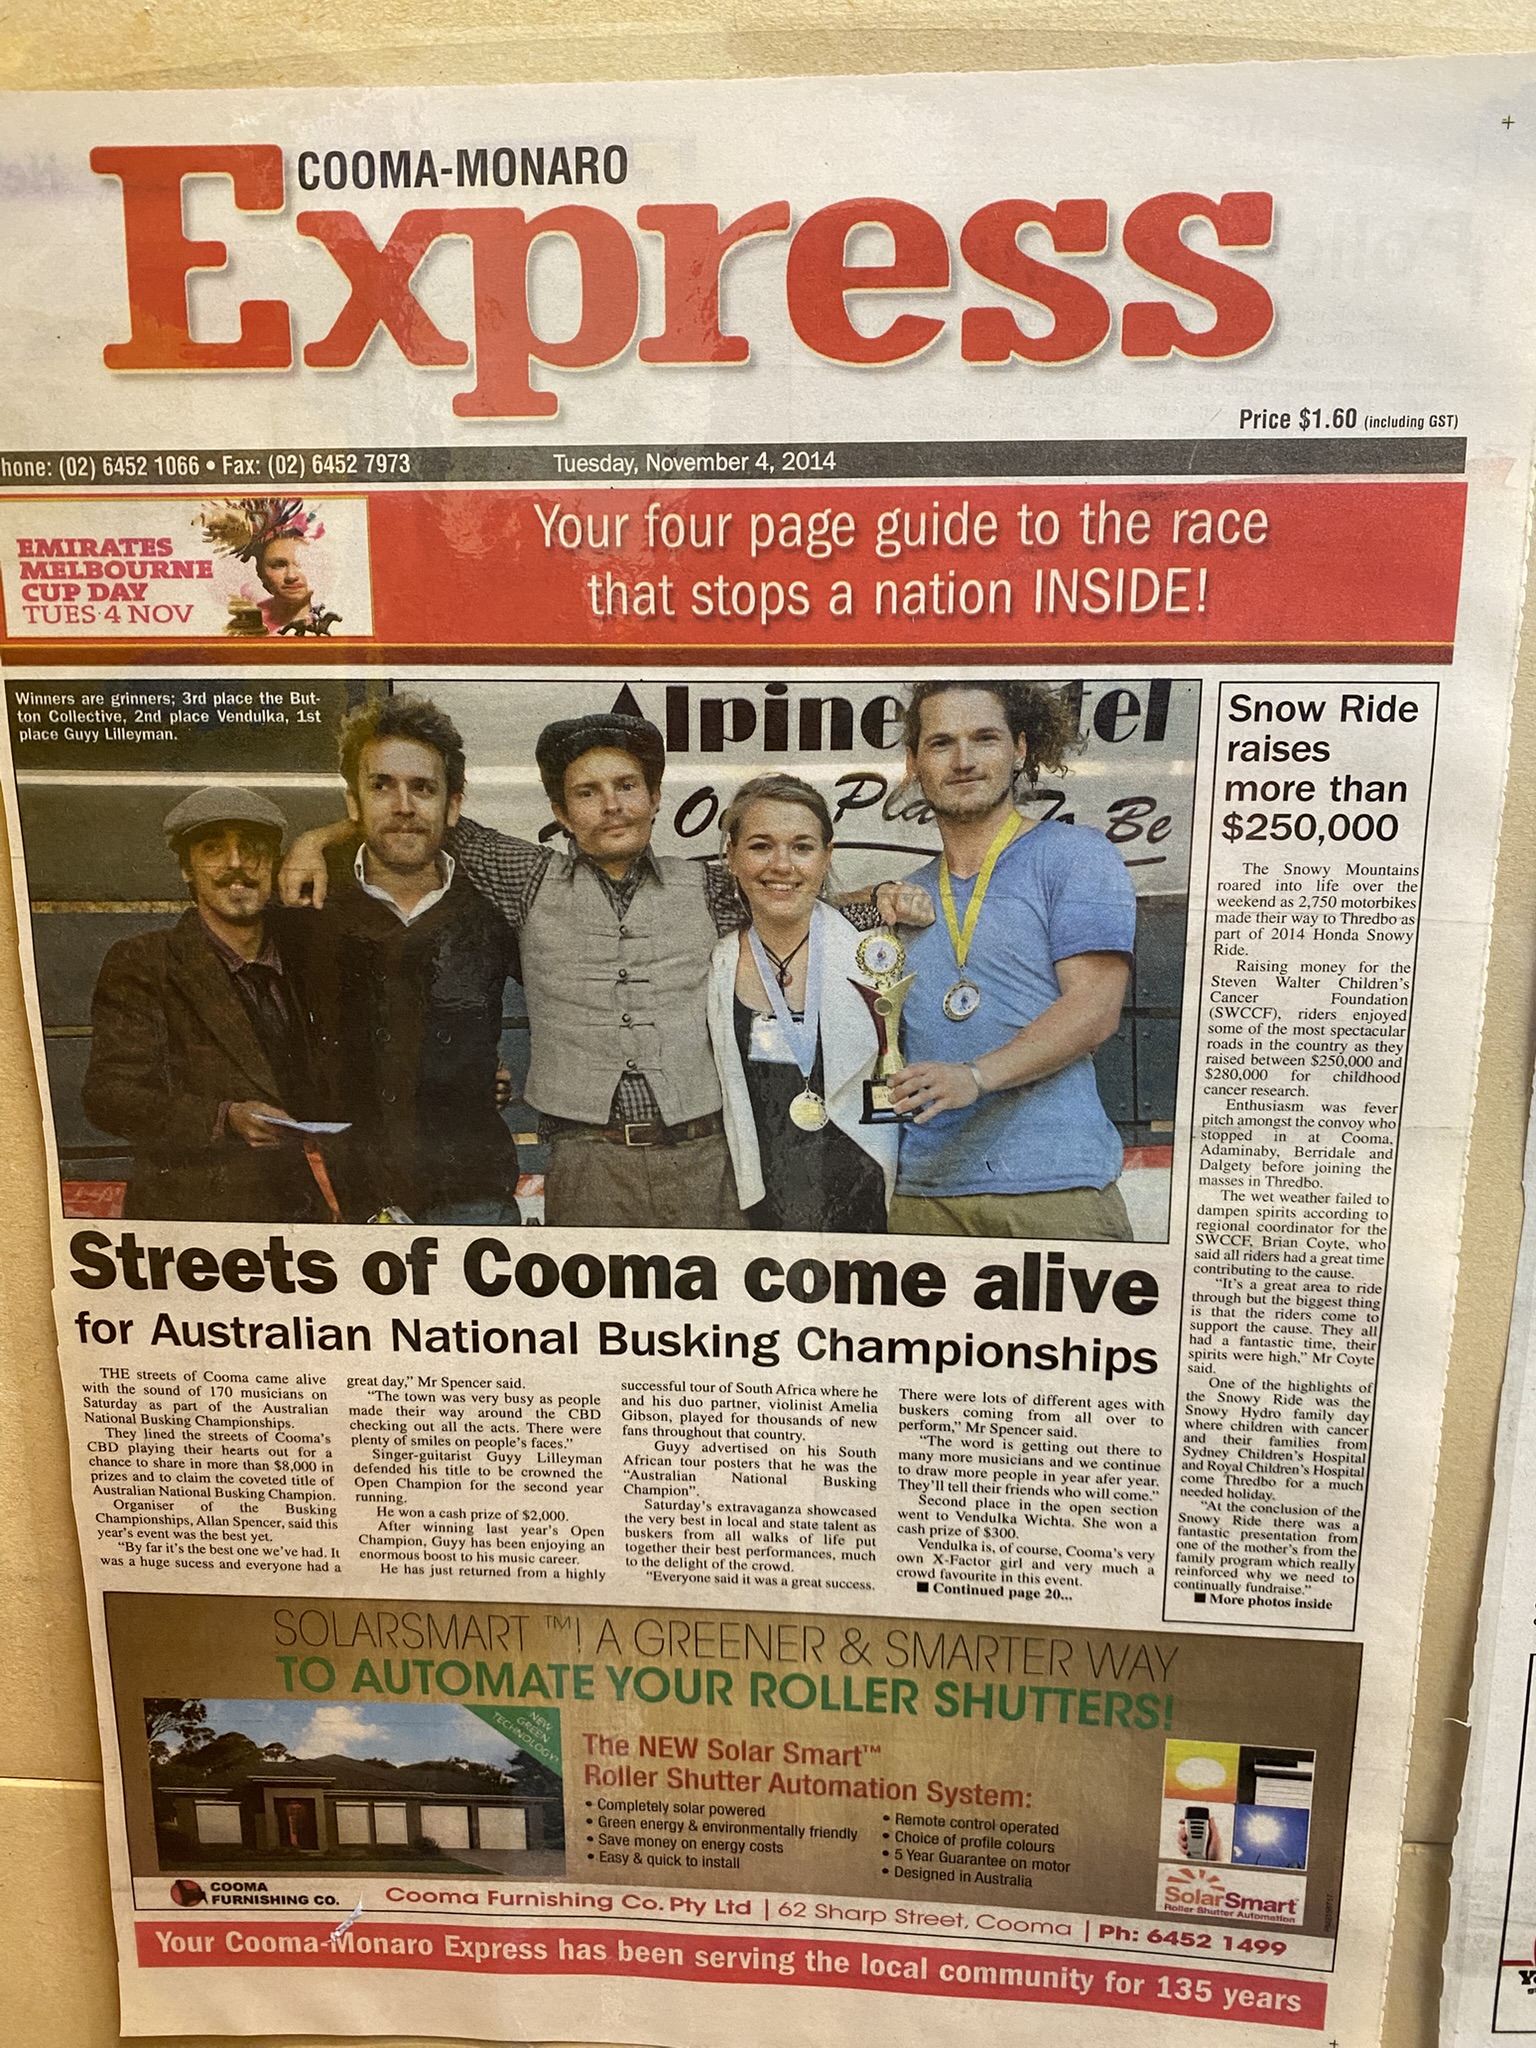 COOMA-MONARO
Express
Price $1.60 (including GST)
hone: (02) 6452 1066 • Fax: (02) 6452 7973
Tuesday, November 4, 2014
EMIRATES
MELBOURNE
CUP DAY
TUES 4 NOV
Your four page guide to the race
that stops a nation INSIDE!
Winners are grinners; 3rd place the But-
ton Collective, 2nd place Vendulka, 1st
place Guyy Lilleyman.
Alpine tel
Our Pla To Be
Streets of Cooma come alive
for Australian National Busking Championships
THE streets of Cooma came alive
with the sound of 170 musicians on
Saturday as part of the Australian
National Busking Championships.
They lined the streets of Cooma's
CBD playing their hearts out for a
chance to share in more than $8,000 in
prizes and to claim the coveted title of
Australian National Busking Champion.
Organiser of the Busking
Championships, Allan Spencer, said this
year's event was the best yet.
"By far it's the best one we've had. It
was a huge sucess and everyone had a
great day," Mr Spencer said.
"The town was very busy as people
made their way around the CBD
checking out all the acts. There were
plenty of smiles on people's faces."
Singer-guitarist Guyy Lilleyman
defended his title to be crowned the
Open Champion for the second year
running.
He won a cash prize of $2,000.
After winning last year's Open
Champion, Guyy has been enjoying an
enormous boost to his music career.
He has just returned from a highly
successful tour of South Africa where he
and his duo partner, violinist Amelia
Gibson, played for thousands of new
fans throughout that country.
Guyy advertised on his South
African tour posters that he was the
"Australian National Busking
Champion".
Saturday's extravaganza showcased
the very best in local and state talent as
buskers from all walks of life put
together their best performances, much
to the delight of the crowd.
"Everyone said it was a great success.
There were lots of different ages with
buskers coming from all over to
perform," Mr Spencer said.
"The word is getting out there to
many more musicians and we continue
to draw more people in year afer year.
They'll tell their friends who will come."
Second place in the open section
went to Vendulka Wichta. She won a
cash prize of $300.
Vendulka is, of course, Cooma's very
own X-Factor girl and very much a
crowd favourite in this event.
■ Continued page 20...
Snow Ride
raises
more than
$250,000
The Snowy Mountains
roared into life over the
weekend as 2,750 motorbikes
made their way to Thredbo as
part of 2014 Honda Snowy
Ride.
Raising money for the
Steven Walter Children's
Cancer Foundation
(SWCCF), riders enjoyed
some of the most spectacular
roads in the country as they
raised between $250,000 and
$280,000 for childhood
cancer research.
Enthusiasm was fever
pitch amongst the convoy who
stopped in at Cooma,
Adaminaby, Berridale and
Dalgety before joining the
masses in Thredbo.
The wet weather failed to
dampen spirits according to
regional coordinator for the
SWCCF, Brian Coyte, who
said all riders had a great time
contributing to the cause.
"It's a great area to ride
through but the biggest thing
is that the riders come to
support the cause. They all
had a fantastic time, their
spirits were high," Mr Coyte
said.
One of the highlights of
the Snowy Ride was the
Snowy Hydro family day
where children with cancer
and their families from
Sydney Children's Hospital
and Royal Children's Hospital
come Thredbo for a much
needed holiday.
"At the conclusion of the
Snowy Ride there was a
fantastic presentation from
one of the mother's from the
family program which really
reinforced why we need to
continually fundraise."
■ More photos inside
SOLARSMART ™! A GREENER & SMARTER WAY
TO AUTOMATE YOUR ROLLER SHUTTERS!
NEW
GREEN
TECHNOLOGY!
The NEW Solar Smart™
Roller Shutter Automation System:
• Completely solar powered
• Green energy & environmentally friendly
• Save money on energy costs
• Easy & quick to install
• Remote control operated
• Choice of profile colours
• 5 Year Guarantee on motor
• Designed in Australia
SolarSmart
Roller Shutter Automation
COOMA
FURNISHING CO.
Cooma Furnishing Co. Pty Ltd | 62 Sharp Street, Cooma | Ph: 6452 1499
Your Cooma-Monaro Express has been serving the local community for 135 years